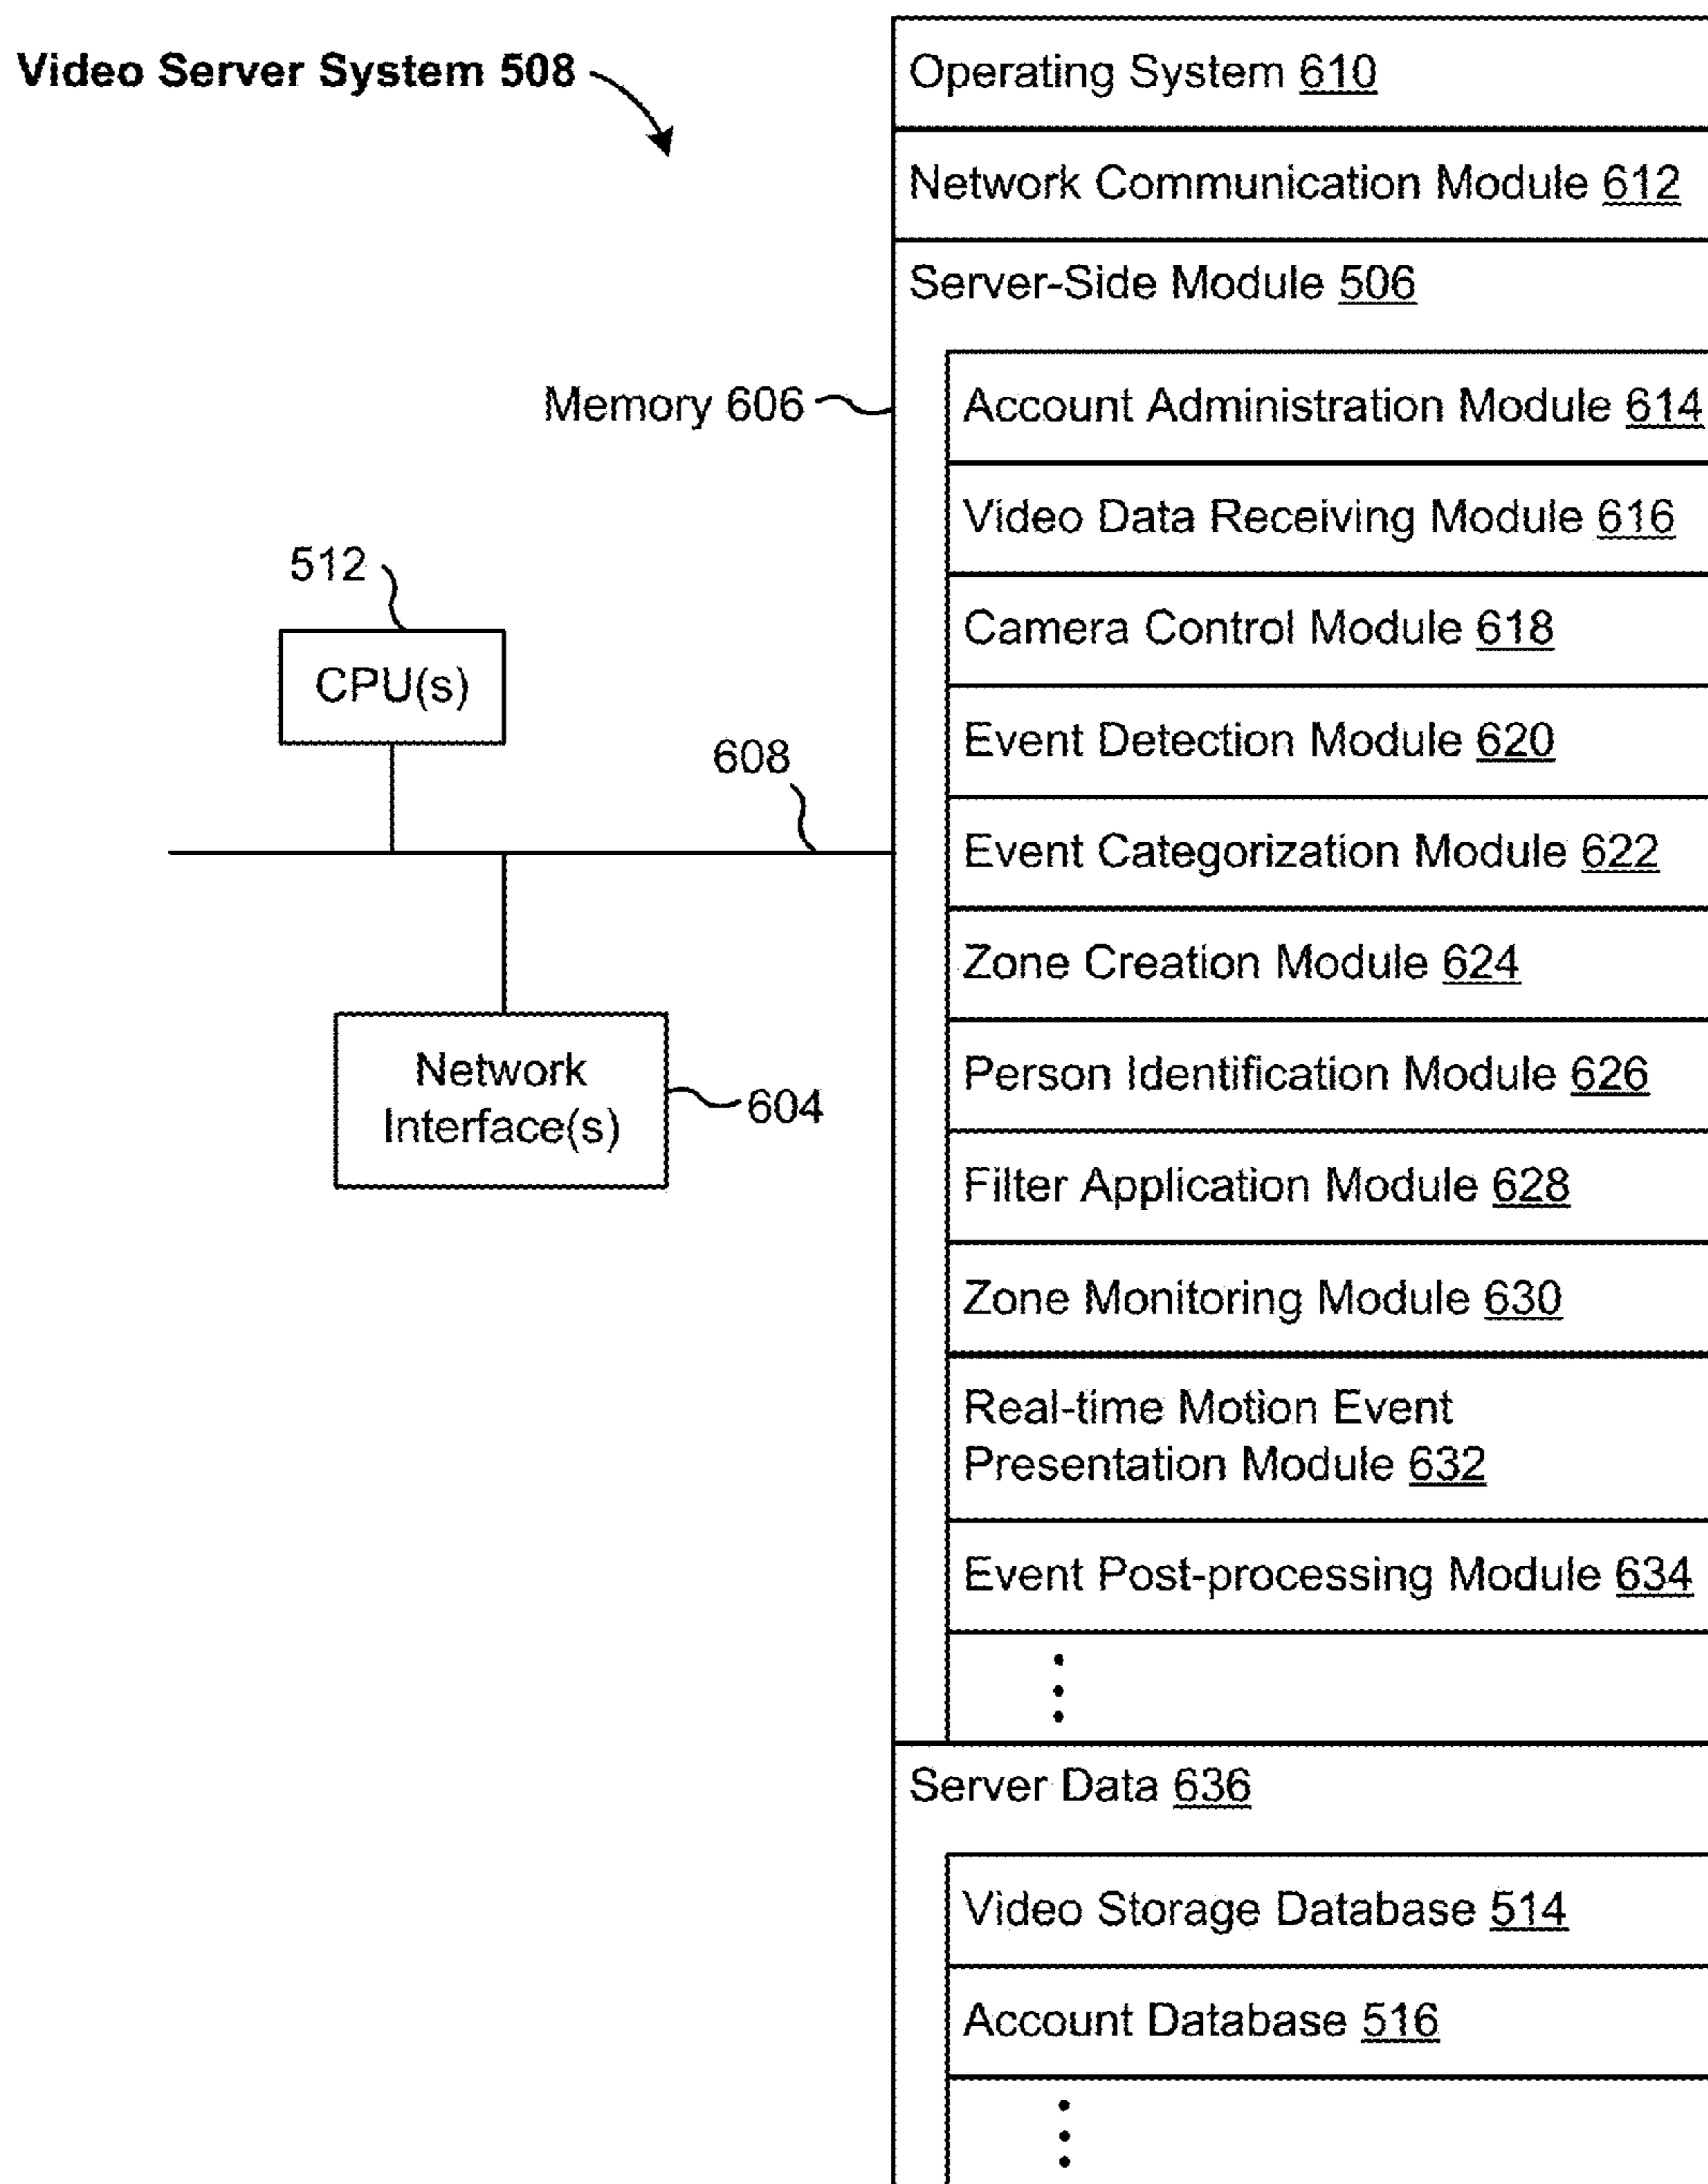 Video Server System 508
Operating System 610
Network Communication Module 612
Server-Side Module 506
Memory 606
Account Administration Module 614
Video Data Receiving Module 616
512
Camera Control Module 618
CPU(s)
Event Detection Module 620
608
Event Categorization Module 622
Zone Creation Module 624
Network
Interface(s)
604
Person Identification Module 626
Filter Application Module 628
Zone Monitoring Module 630
Real-time Motion Event
Presentation Module 632
Event Post-processing Module 634
Server Data 636
Video Storage Database 514
Account Database 516